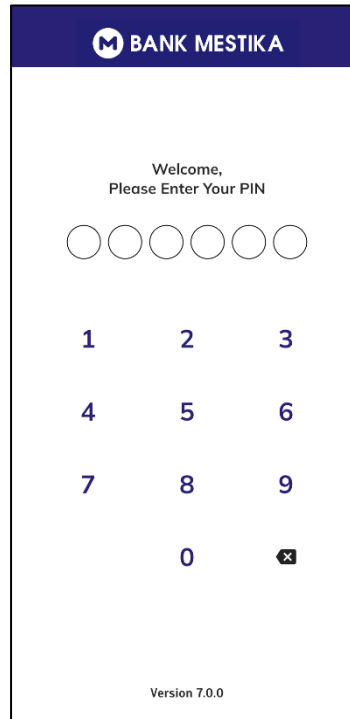 M BANK MESTIKA
Welcome,
Please Enter Your PIN
1 2 3
4 5 6
7 8 9
0
Version 7.0.0